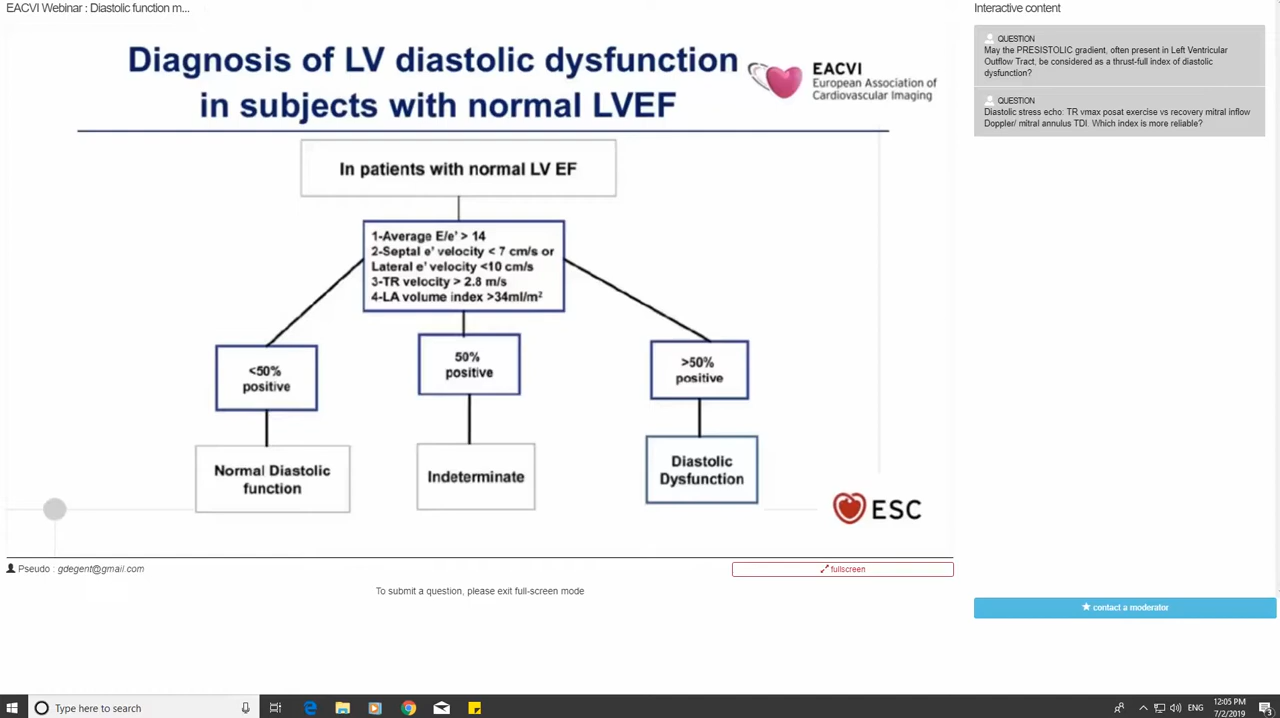 EACVI Webinar : Diastolic function m...
Interactive content
Diagnosis of LV diastolic dysfunction
in subjects with normal LVEF
EACVI
European Association of
Cardiovascular Imaging
In patients with normal LV EF
1-Average E/e' > 14
2-Septal e' velocity < 7 cm/s or
Lateral e' velocity <10 cm/s
3-TR velocity > 2.8 m/s
4-LA volume index >34ml/m²
<50%
positive
50%
positive
>50%
positive
Normal Diastolic
function
Indeterminate
Diastolic
Dysfunction
ESC
QUESTION
May the PRESISTOLIC gradient, often present in Left Ventricular
Outflow Tract, be considered as a thrust-full index of diastolic
dysfunction?
QUESTION
Diastolic stress echo: TR vmax posat exercise vs recovery mitral inflow
Doppler/ mitral annulus TDI. Which index is more reliable?
Pseudo : gdegent@gmail.com
fullscreen
To submit a question, please exit full-screen mode
contact a moderator
Type here to search
ENG
12:05 PM
7/2/2019
3